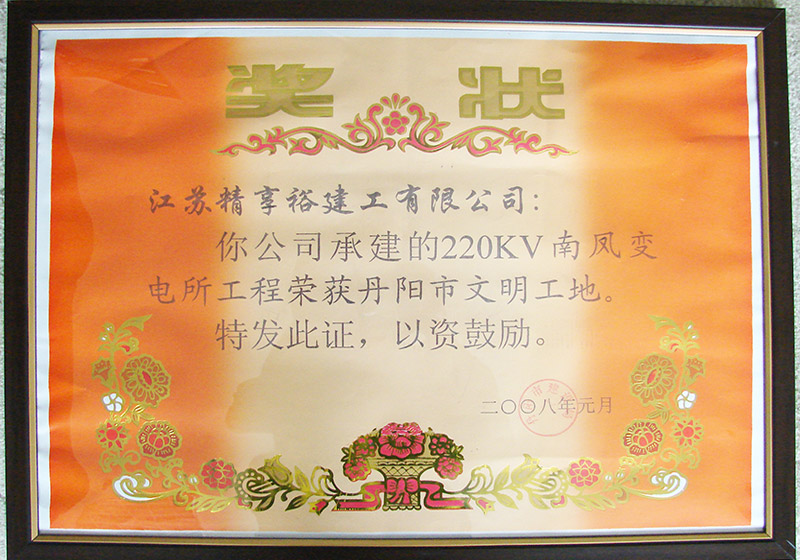 奖状
江苏精享裕建工有限公司：
你公司承建的220KV南凤变
电所工程荣获丹阳市文明工地。
特发此证，以资鼓励。
二〇〇八年元月